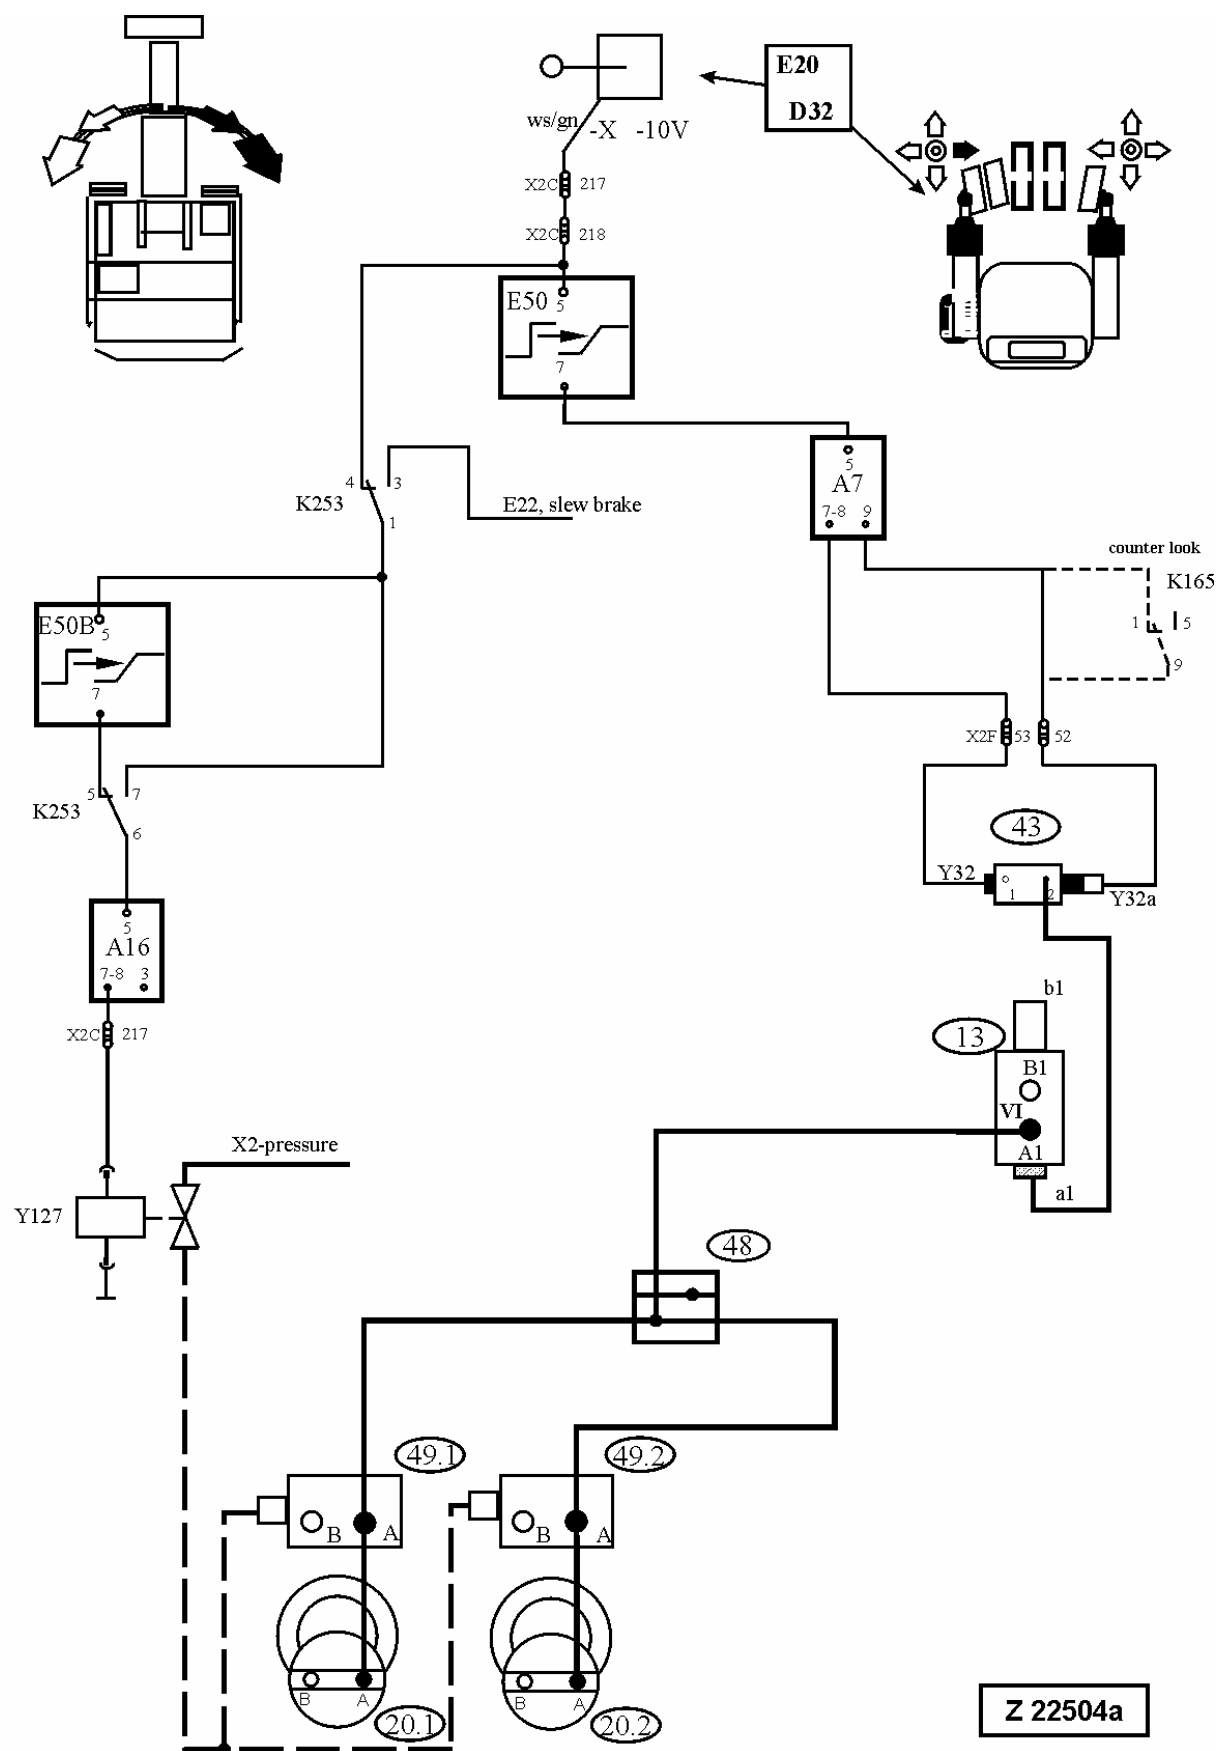 E20
D32
ws/gn
-X -10V
X2C 217
X2C 218
E50 5
7
5
A7
7-8 9
4 3
K253
1
E22, slew brake
counter look
K165
1 5
9
E50B 5
7
X2F 53 52
5 7
K253
6
43
Y32
1 2
Y32a
5
A16
7-8 3
X2C 217
b1
13
B1
VI
A1
a1
X2-pressure
Y127
48
49.1
49.2
B A
B A
B A
B A
20.1
20.2
Z 22504a